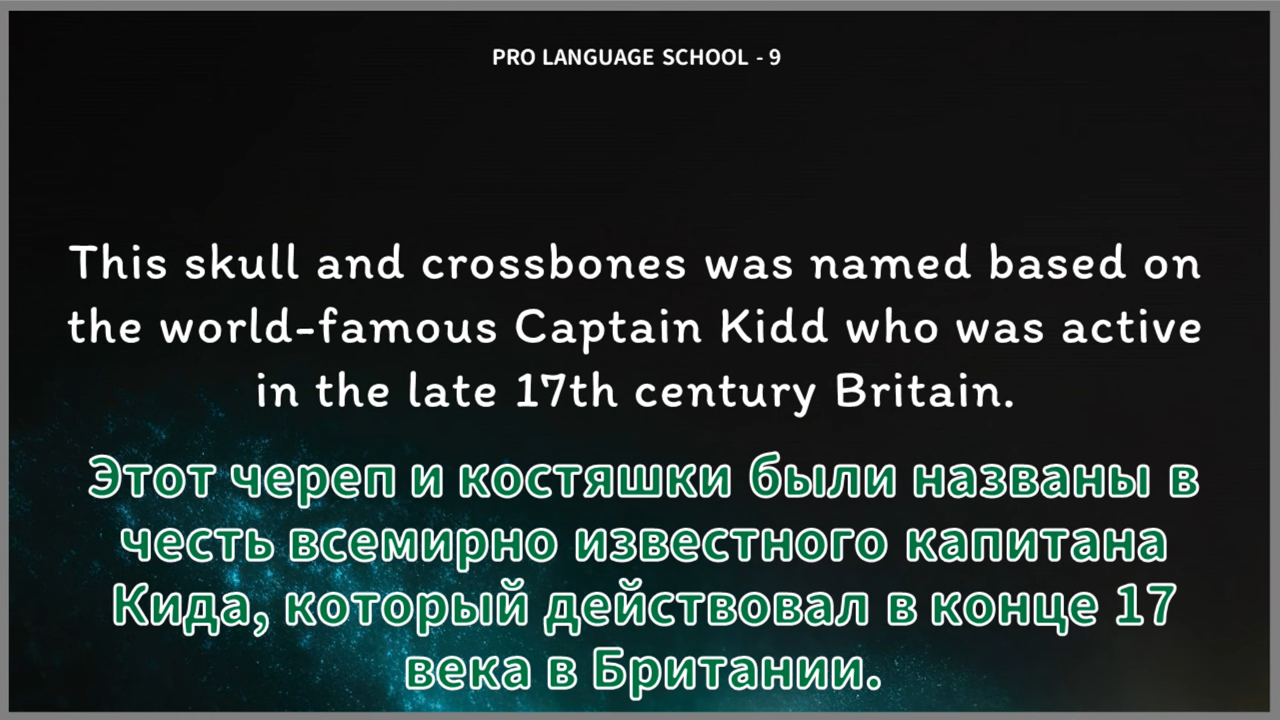 PRO LANGUAGE SCHOOL - 9
This skull and crossbones was named based on
the world-famous Captain Kidd who was active
in the late 17th century Britain.
Этот череп и костяшки были названы в
честь всемирно известного капитана
Кида, который действовал в конце 17
века в Британии.